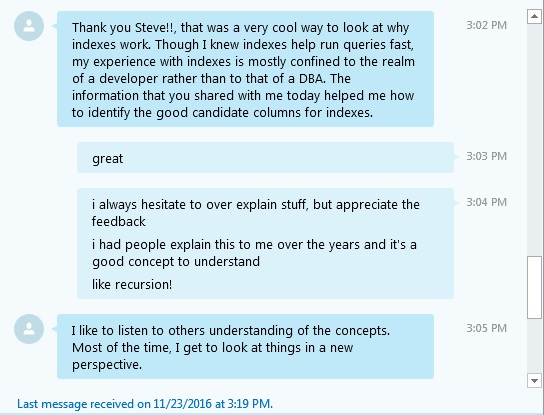 Thank you Steve!!, that was a very cool way to look at why
3:02 PM
indexes work. Though I knew indexes help run queries fast,
my experience with indexes is mostly confined to the realm
of a developer rather than to that of a DBA. The
information that you shared with me today helped me how
to identify the good candidate columns for indexes.
great
3:03 PM
i always hesitate to over explain stuff, but appreciate the
3:04 PM
feedback
i had people explain this to me over the years and it's a
good concept to understand
like recursion!
I like to listen to others understanding of the concepts.
3:05 PM
Most of the time, I get to look at things in a new
perspective.
Last message received on 11/23/2016 at 3:19 PM.